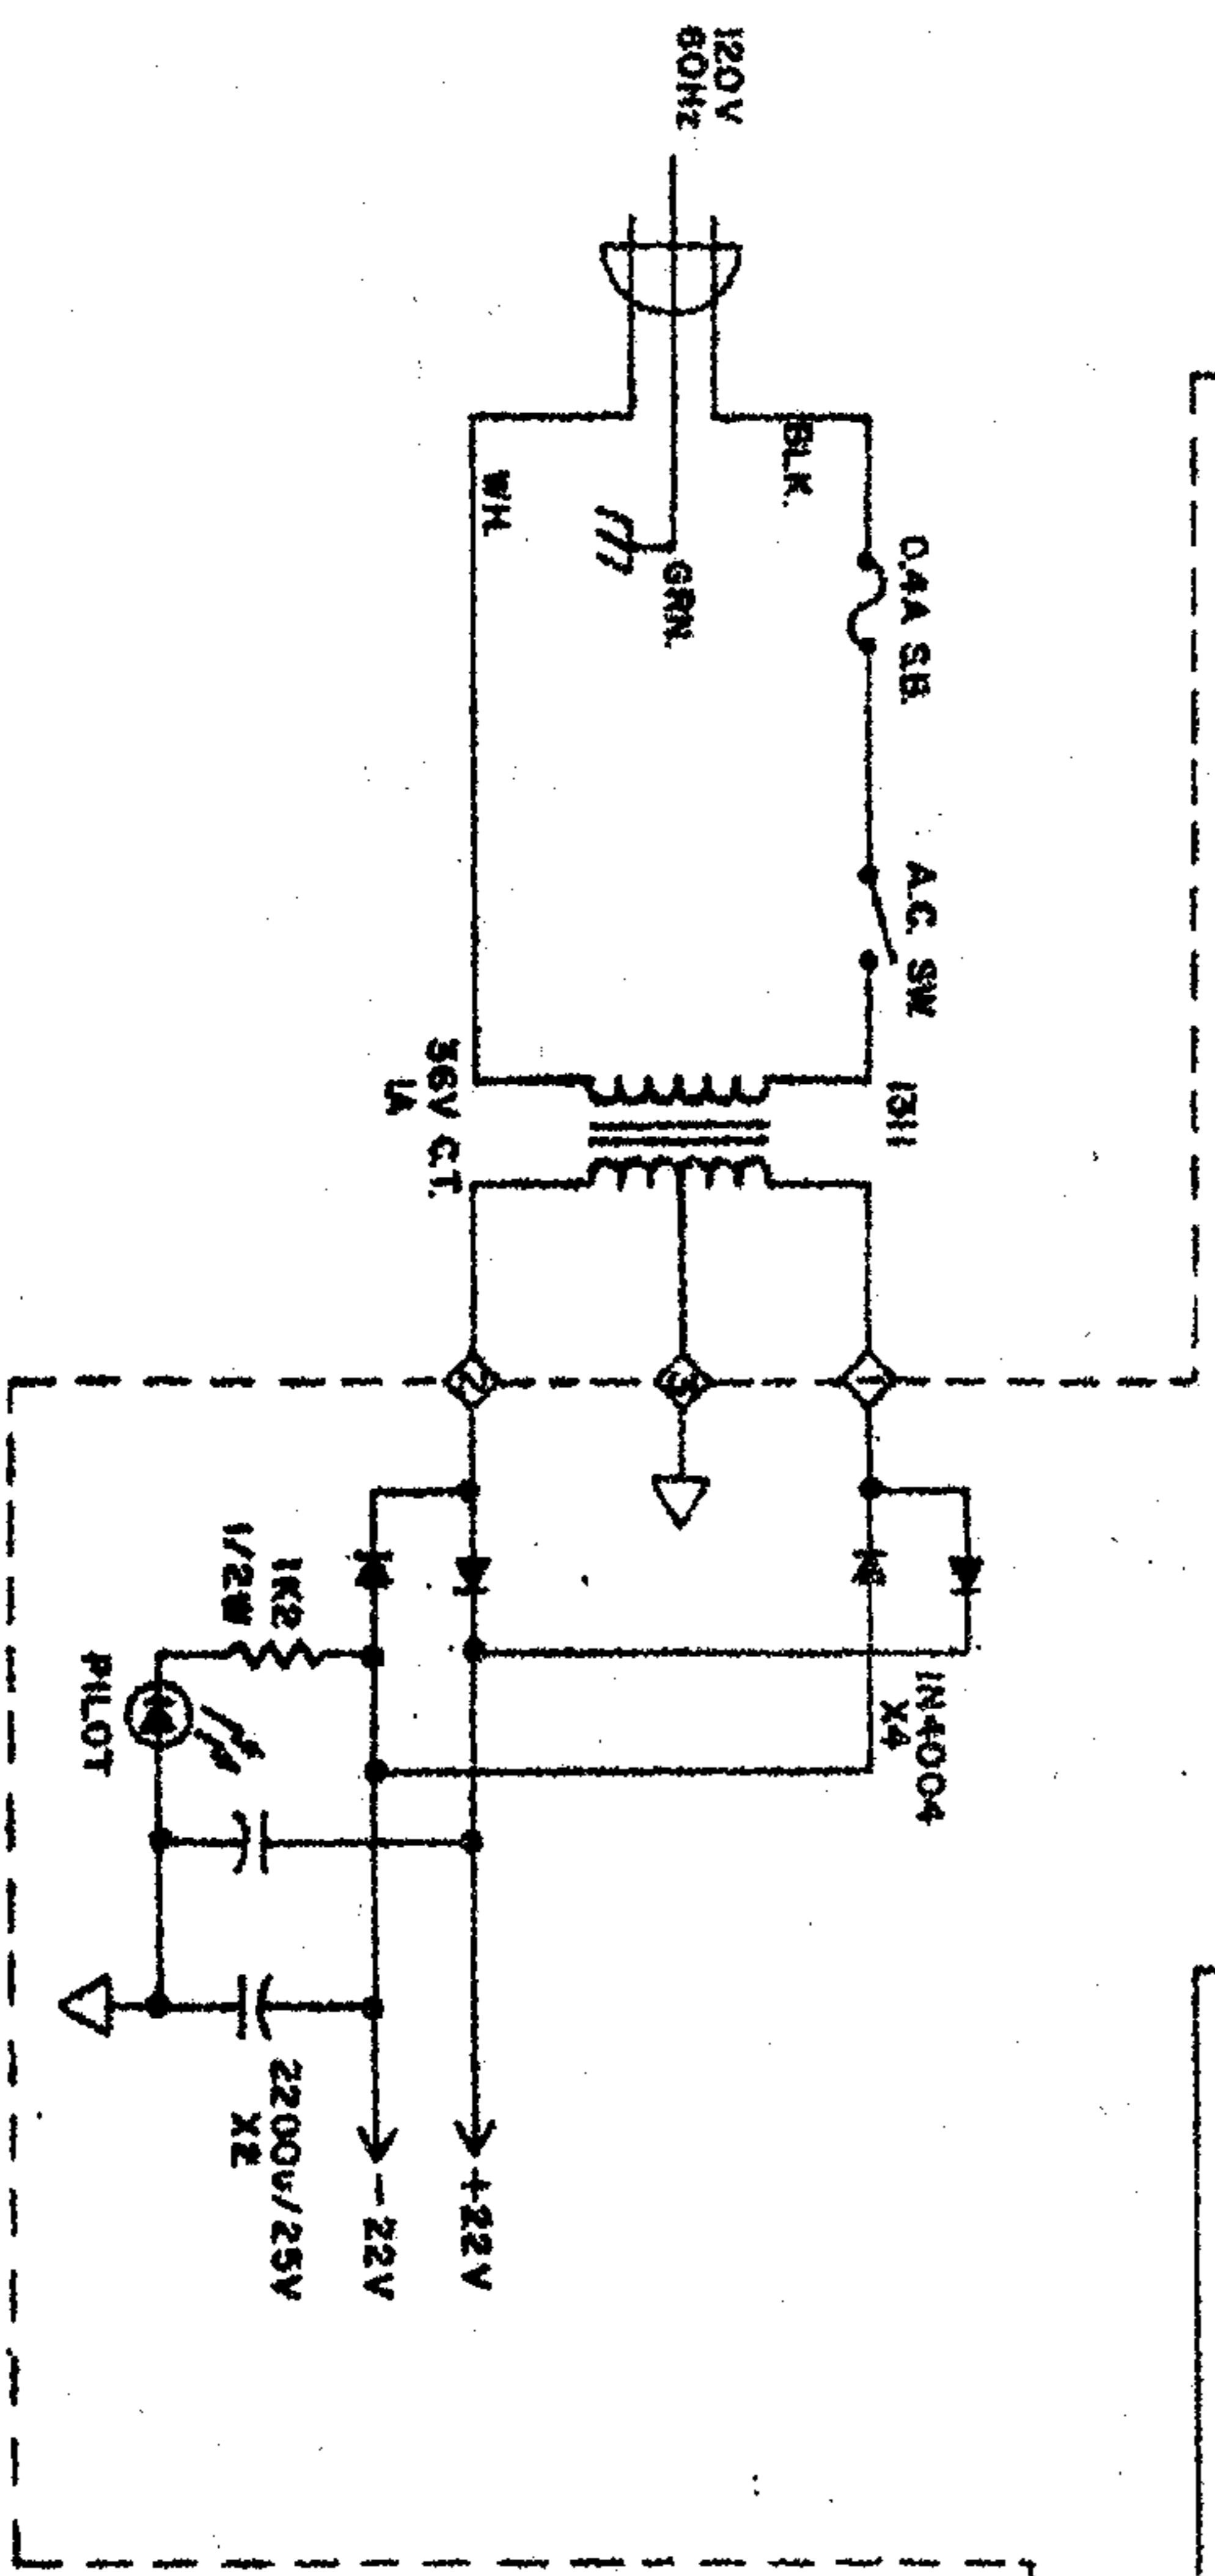 120V
60Hz
BLK.
WH.
GRN.
0.4A S.B.
A.C. SW
1311
36V C.T.
1A
2
3
1N4004
X4
1K2
1/2W
PILOT
2200u/25V
X2
+22V
-22V